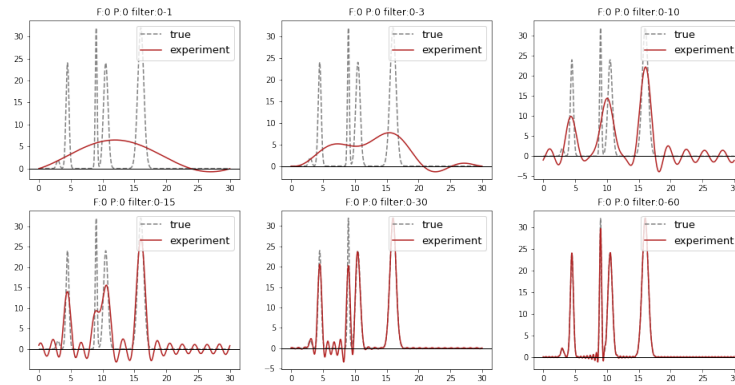 F:0 P:0 filter:0-1
true
experiment
30
25
20
15
10
5
0
0 5 10 15 20 25 30
F:0 P:0 filter:0-3
true
experiment
30
25
20
15
10
5
0
0 5 10 15 20 25 30
F:0 P:0 filter:0-10
true
experiment
30
25
20
15
10
5
0
−5
0 5 10 15 20 25 30
F:0 P:0 filter:0-15
true
experiment
30
25
20
15
10
5
0
0 5 10 15 20 25 30
F:0 P:0 filter:0-30
true
experiment
30
25
20
15
10
5
0
−5
0 5 10 15 20 25 30
F:0 P:0 filter:0-60
true
experiment
30
25
20
15
10
5
0
0 5 10 15 20 25 30